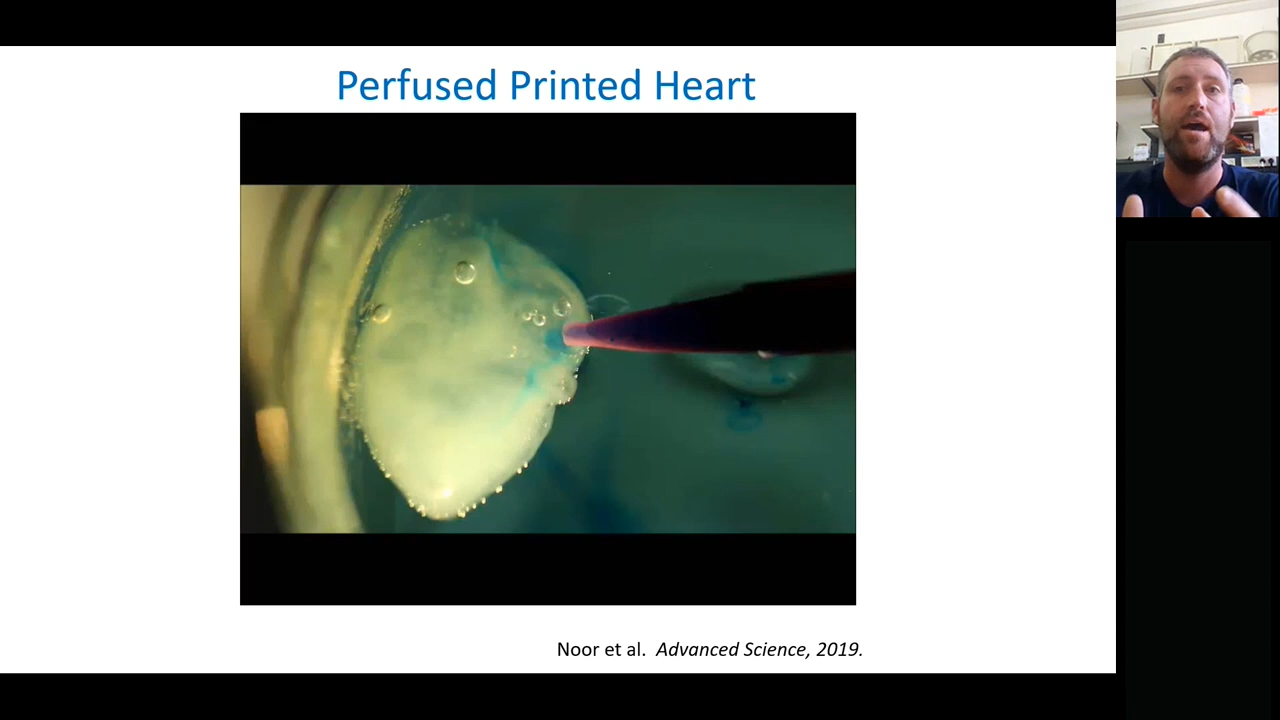 Perfused Printed Heart
Noor et al. Advanced Science, 2019.